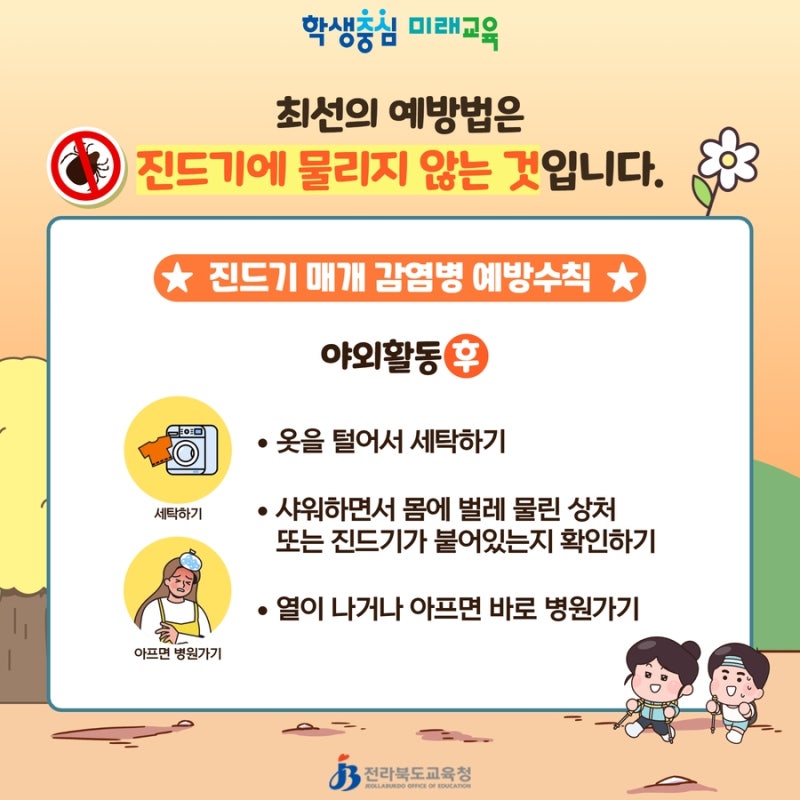 학생중심 미래교육
최선의 예방법은
진드기에 물리지 않는 것입니다.
★ 진드기 매개 감염병 예방수칙 ★
야외활동 후
• 옷을 털어서 세탁하기
세탁하기
• 샤워하면서 몸에 벌레 물린 상처
또는 진드기가 붙어있는지 확인하기
• 열이 나거나 아프면 바로 병원가기
아프면 병원가기
전라북도교육청
JEOLLABUKDO OFFICE OF EDUCATION